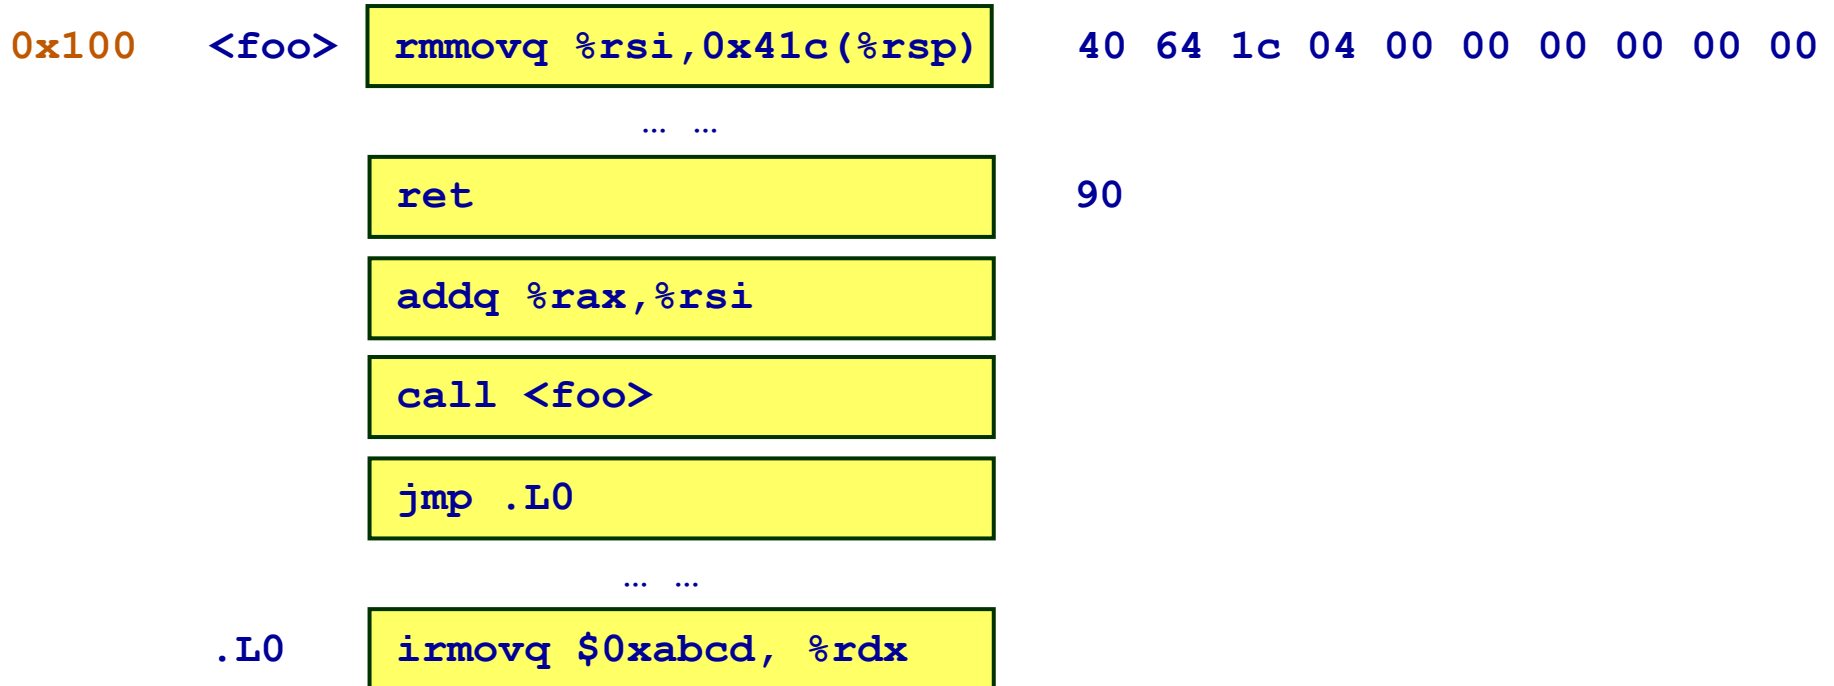 0x100 <foo> rmmovq %rsi,0x41c(%rsp) 40 64 1c 04 00 00 00 00 00 00
… …
ret 90
addq %rax,%rsi
call <foo>
jmp .L0
… …
.L0 irmovq $0xabcd, %rdx